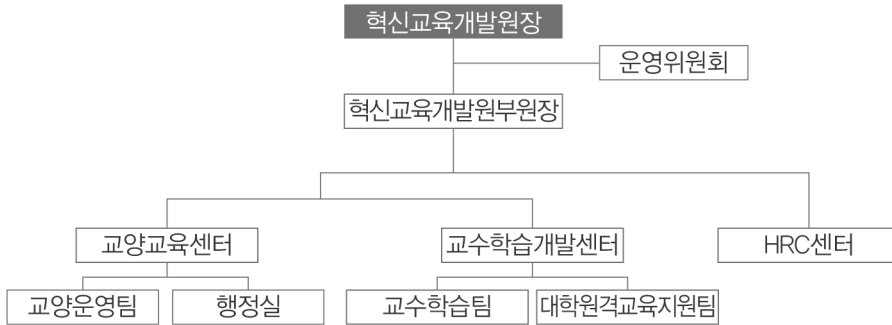 혁신교육개발원장
운영위원회
혁신교육개발원부원장
교양교육센터
교수학습개발센터
HRC센터
교양운영팀
행정실
교수학습팀
대학원격교육지원팀